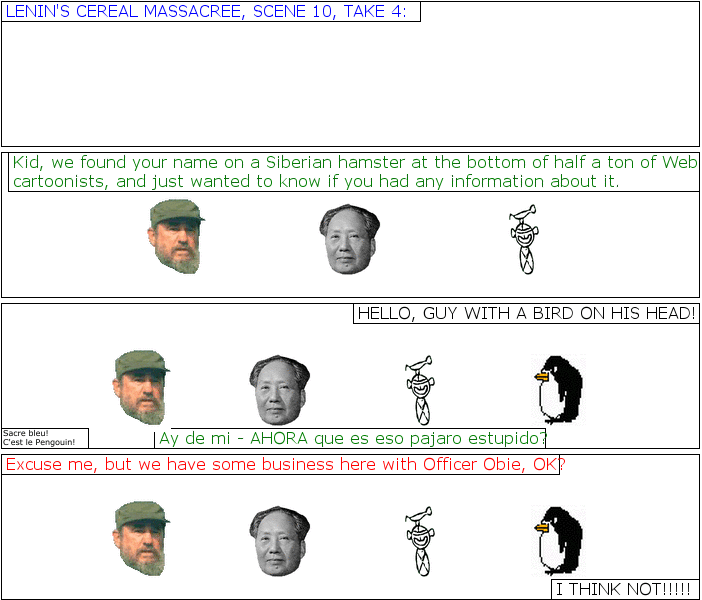 LENIN'S CEREAL MASSACREE, SCENE 10, TAKE 4:
Kid, we found your name on a Siberian hamster at the bottom of half a ton of Web
cartoonists, and just wanted to know if you had any information about it.
HELLO, GUY WITH A BIRD ON HIS HEAD!
Sacre bleu!
C'est le Pengouin!
Ay de mi - AHORA que es eso pajaro estupido?
Excuse me, but we have some business here with Officer Obie, OK?
I THINK NOT!!!!!